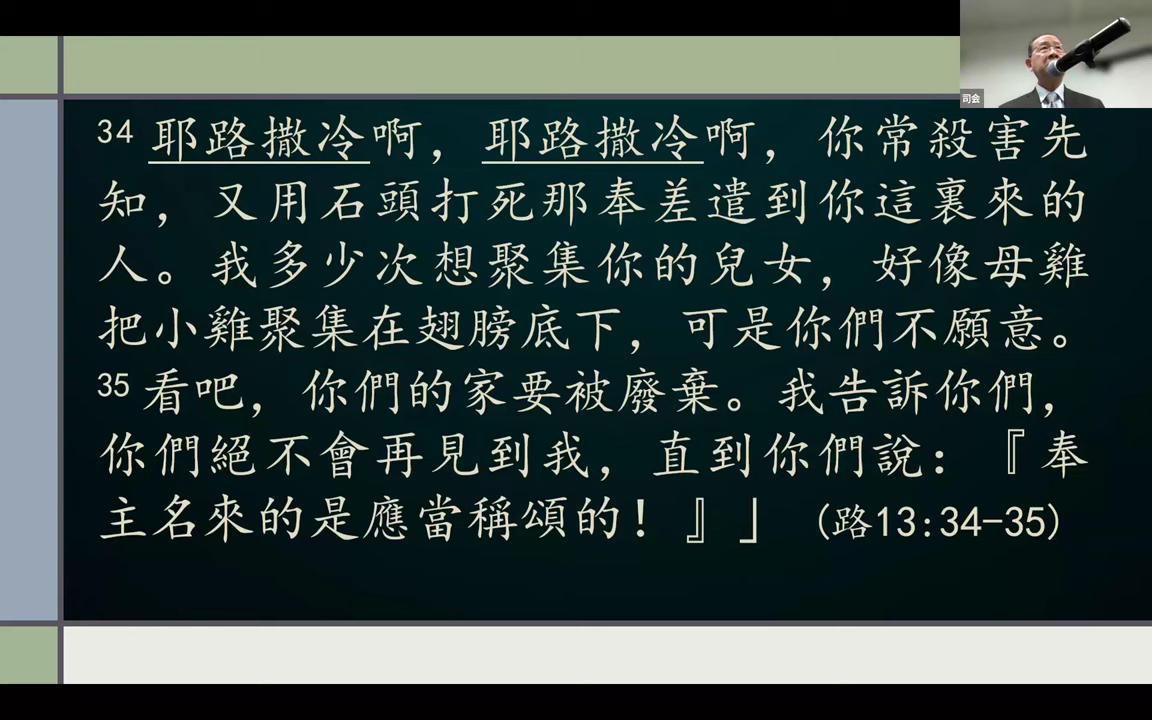 司会
34 耶路撒冷啊，耶路撒冷啊，你常殺害先
知，又用石頭打死那奉差遣到你這裏來的
人。我多少次想聚集你的兒女，好像母雞
把小雞聚集在翅膀底下，可是你們不願意。
35 看吧，你們的家要被廢棄。我告訴你們，
你們絕不會再見到我，直到你們說：『奉
主名來的是應當稱頌的！』」（路13:34-35）